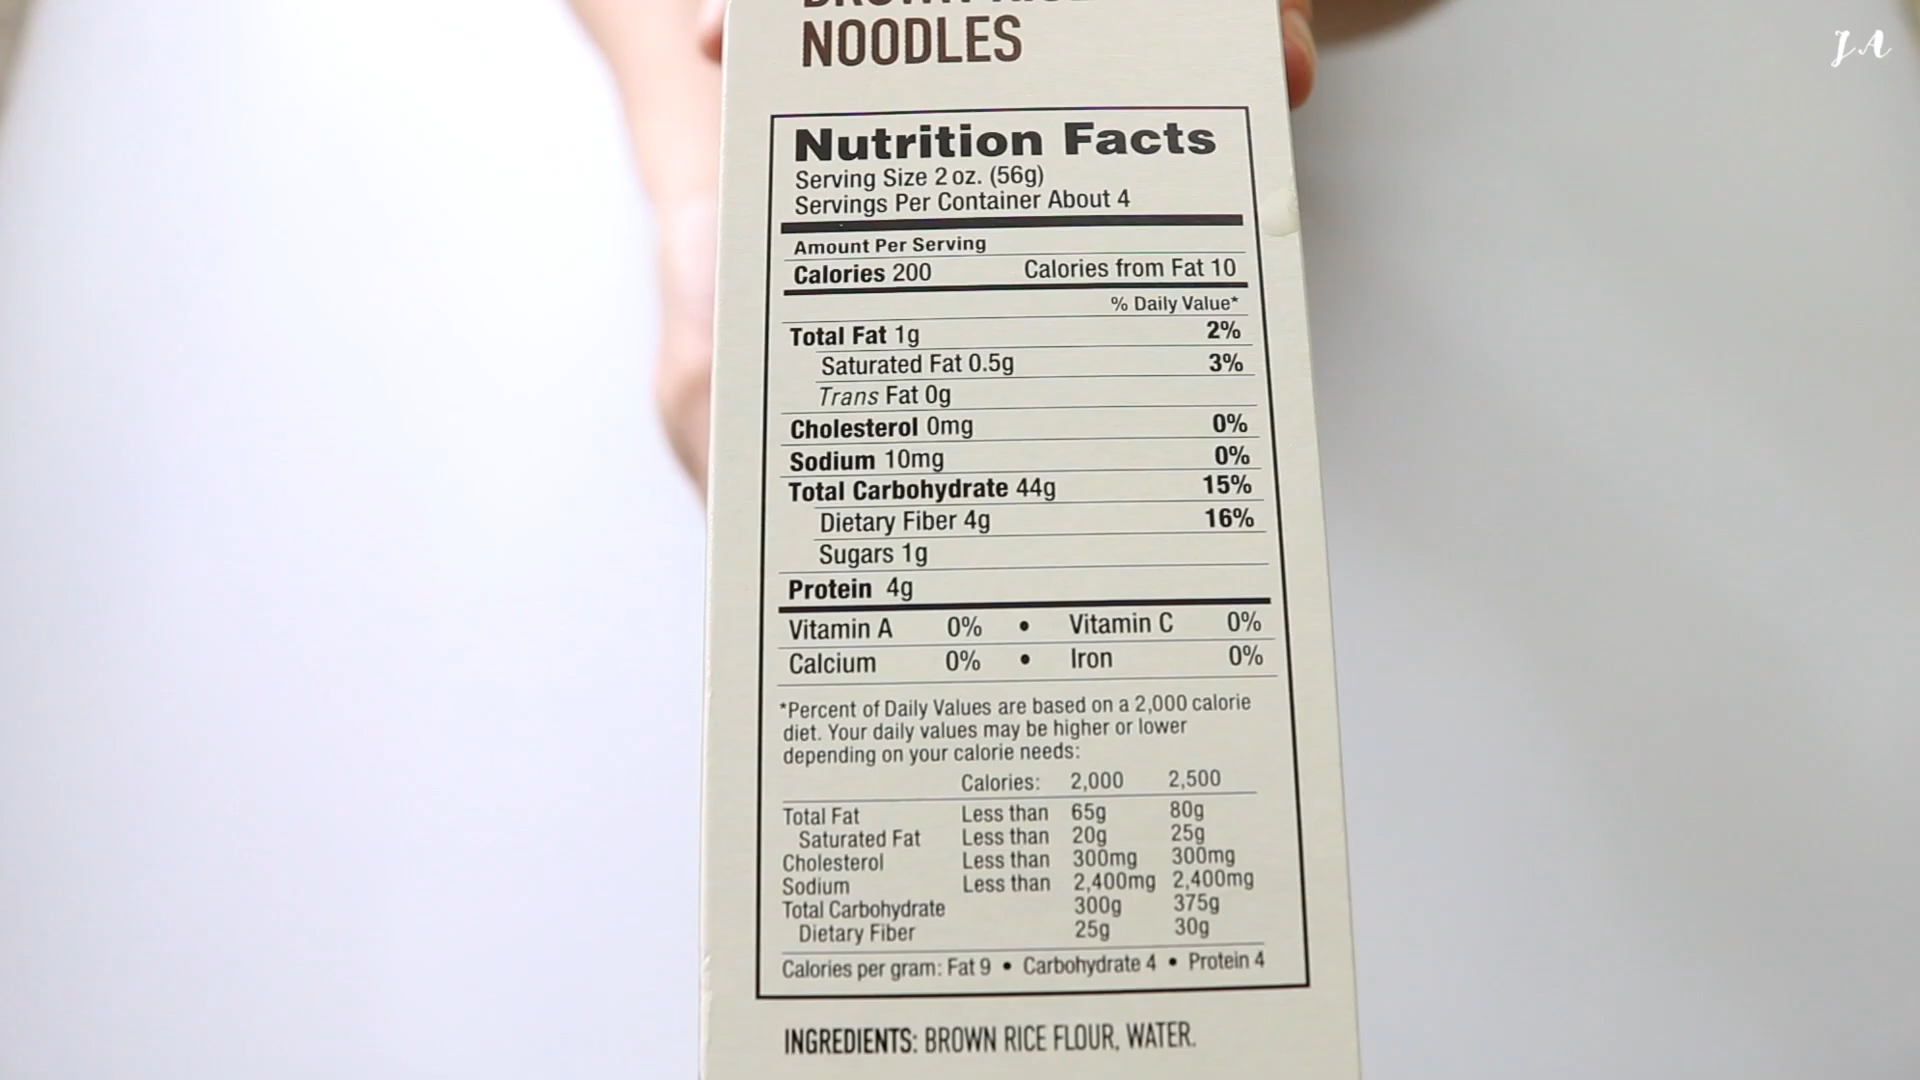 NOODLES
JA
Nutrition Facts
Serving Size 2 oz. (56g)
Servings Per Container About 4
Amount Per Serving
Calories 200 Calories from Fat 10
% Daily Value*
Total Fat 1g 2%
Saturated Fat 0.5g 3%
Trans Fat 0g
Cholesterol 0mg 0%
Sodium 10mg 0%
Total Carbohydrate 44g 15%
Dietary Fiber 4g 16%
Sugars 1g
Protein 4g
Vitamin A 0% • Vitamin C 0%
Calcium 0% • Iron 0%
*Percent of Daily Values are based on a 2,000 calorie
diet. Your daily values may be higher or lower
depending on your calorie needs:
Calories: 2,000 2,500
Total Fat Less than 65g 80g
Saturated Fat Less than 20g 25g
Cholesterol Less than 300mg 300mg
Sodium Less than 2,400mg 2,400mg
Total Carbohydrate 300g 375g
Dietary Fiber 25g 30g
Calories per gram: Fat 9 • Carbohydrate 4 • Protein 4
INGREDIENTS: BROWN RICE FLOUR, WATER.